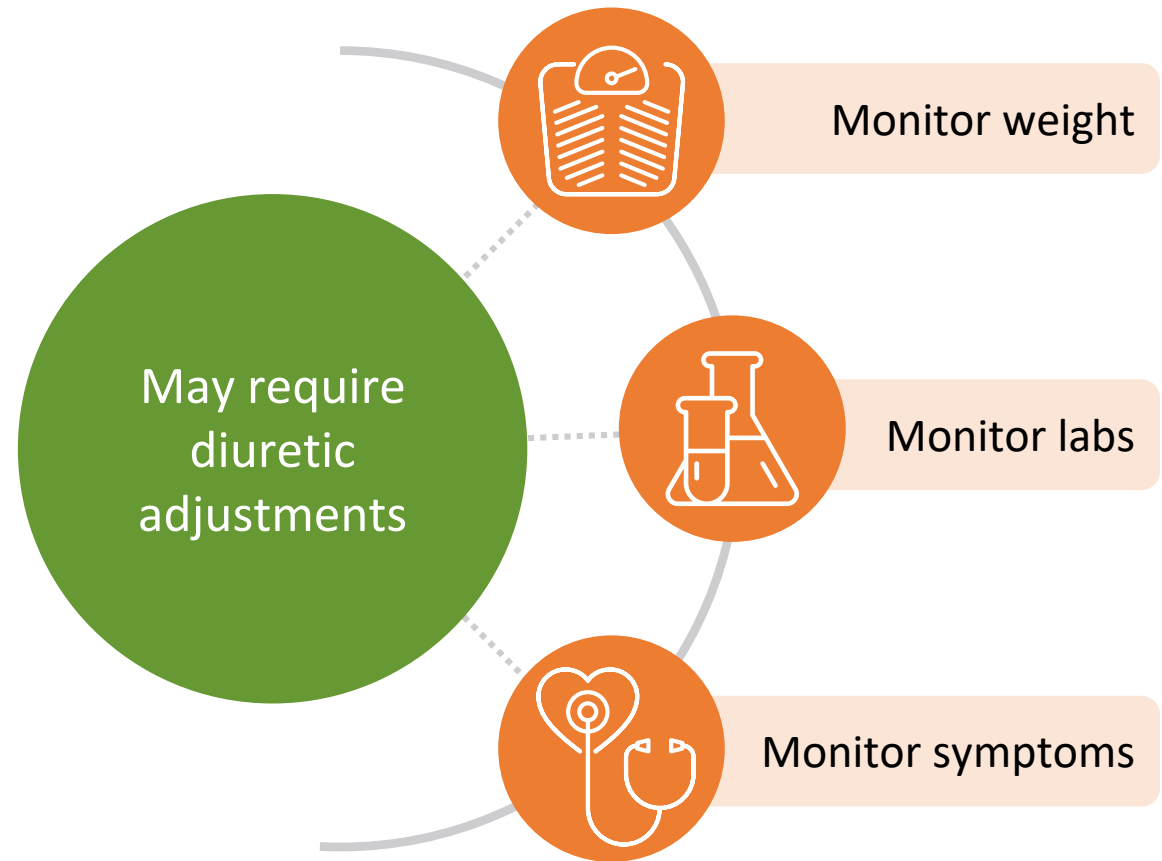 Monitor weight
May require
diuretic
adjustments
Monitor labs
Monitor symptoms